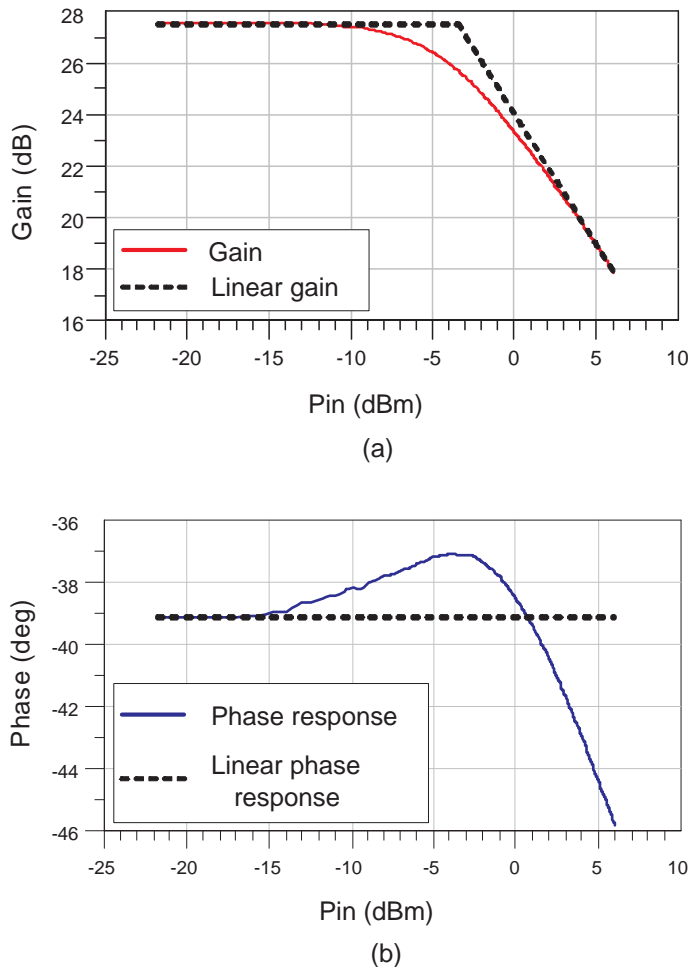 28
26
24
22
20
18
16
Gain (dB)
Gain
Linear gain
-25 -20 -15 -10 -5 0 5 10
Pin (dBm)
(a)
-36
-38
-40
-42
-44
-46
Phase (deg)
Phase response
Linear phase
response
-25 -20 -15 -10 -5 0 5 10
Pin (dBm)
(b)